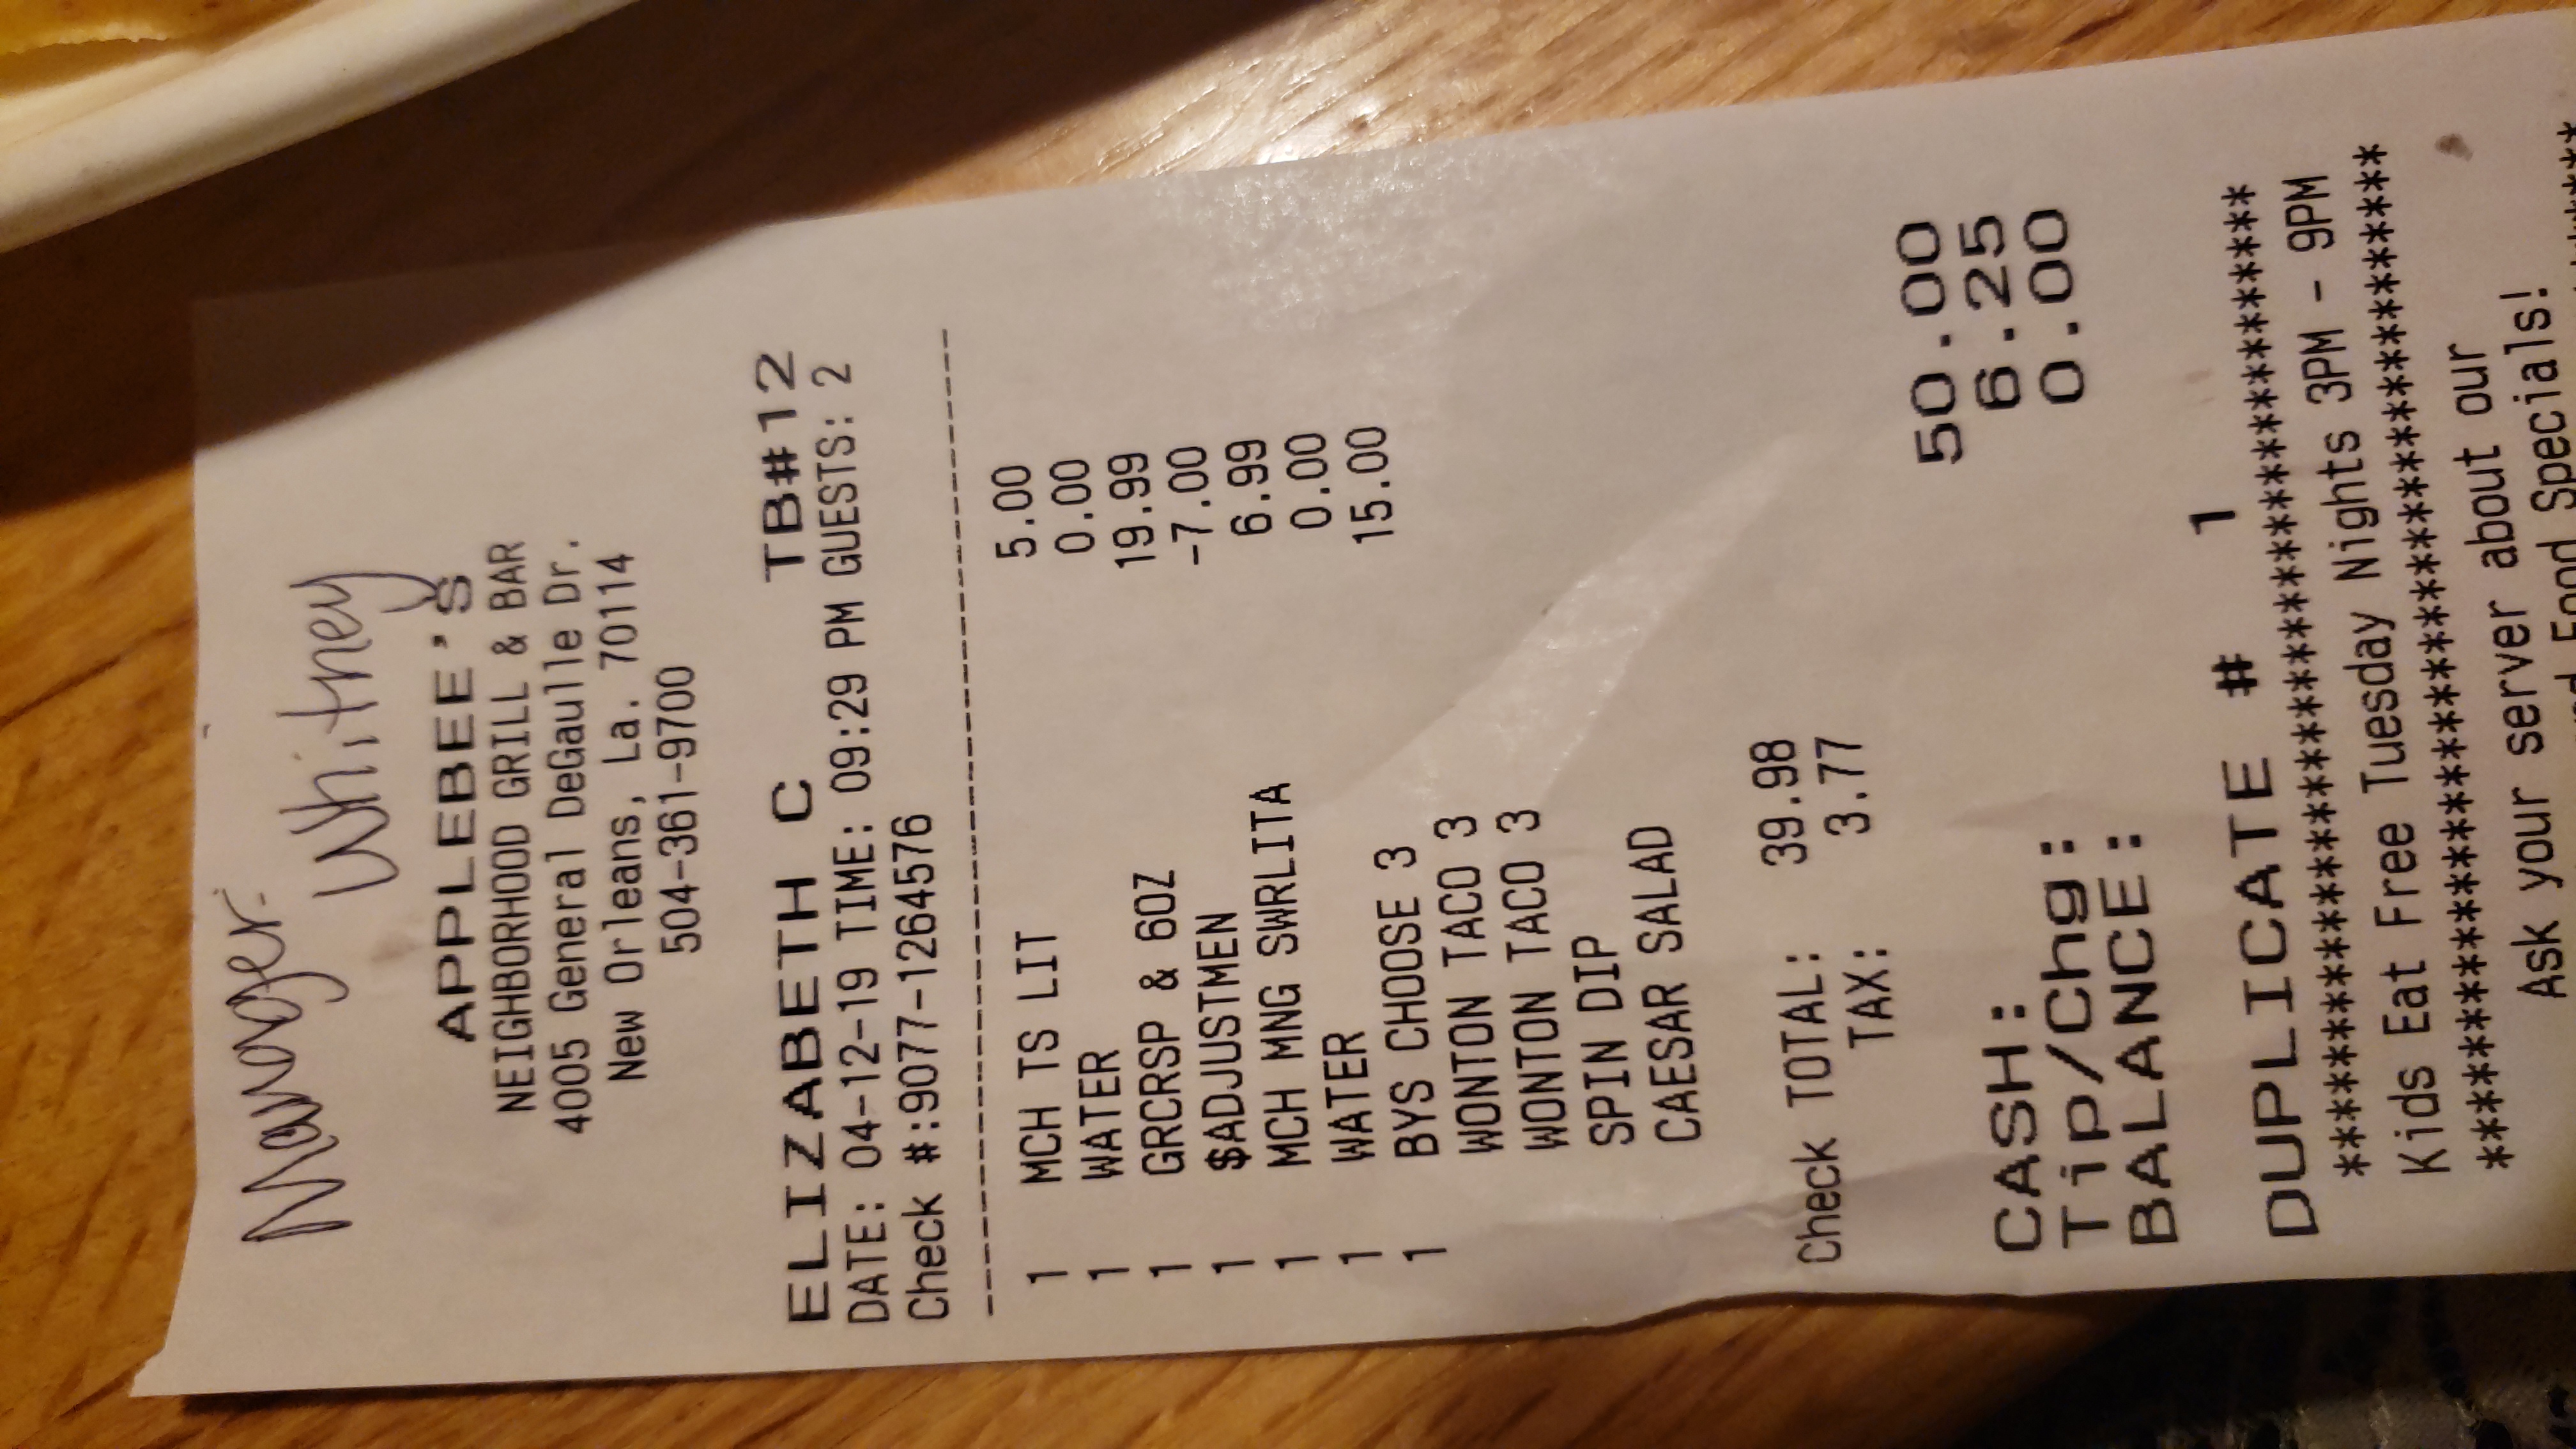 Manager:
Whitney
APPLEBEE'S
NEIGHBORHOOD GRILL & BAR
4005 General DeGaulle Dr.
New Orleans, La. 70114
504-361-9700
ELIZABETH C TB#12
DATE: 04-12-19 TIME: 09:29 PM GUESTS: 2
Check #:9077-1264576
--------------------------------
1 MCH TS LIT 5.00
1 WATER 0.00
1 GRCRSP & 6OZ 19.99
1 $ADJUSTMEN -7.00
1 MCH MNG SWRLITA 6.99
1 WATER 0.00
1 BYS CHOOSE 3 15.00
WONTON TACO 3
WONTON TACO 3
SPIN DIP
CAESAR SALAD
Check TOTAL: 39.98
TAX: 3.77
CASH: 50.00
Tip/Chg: 6.25
BALANCE: 0.00
DUPLICATE # 1
**********************************
Kids Eat Free Tuesday Nights 3PM - 9PM
**********************************
Ask your server about our
Food Specials!